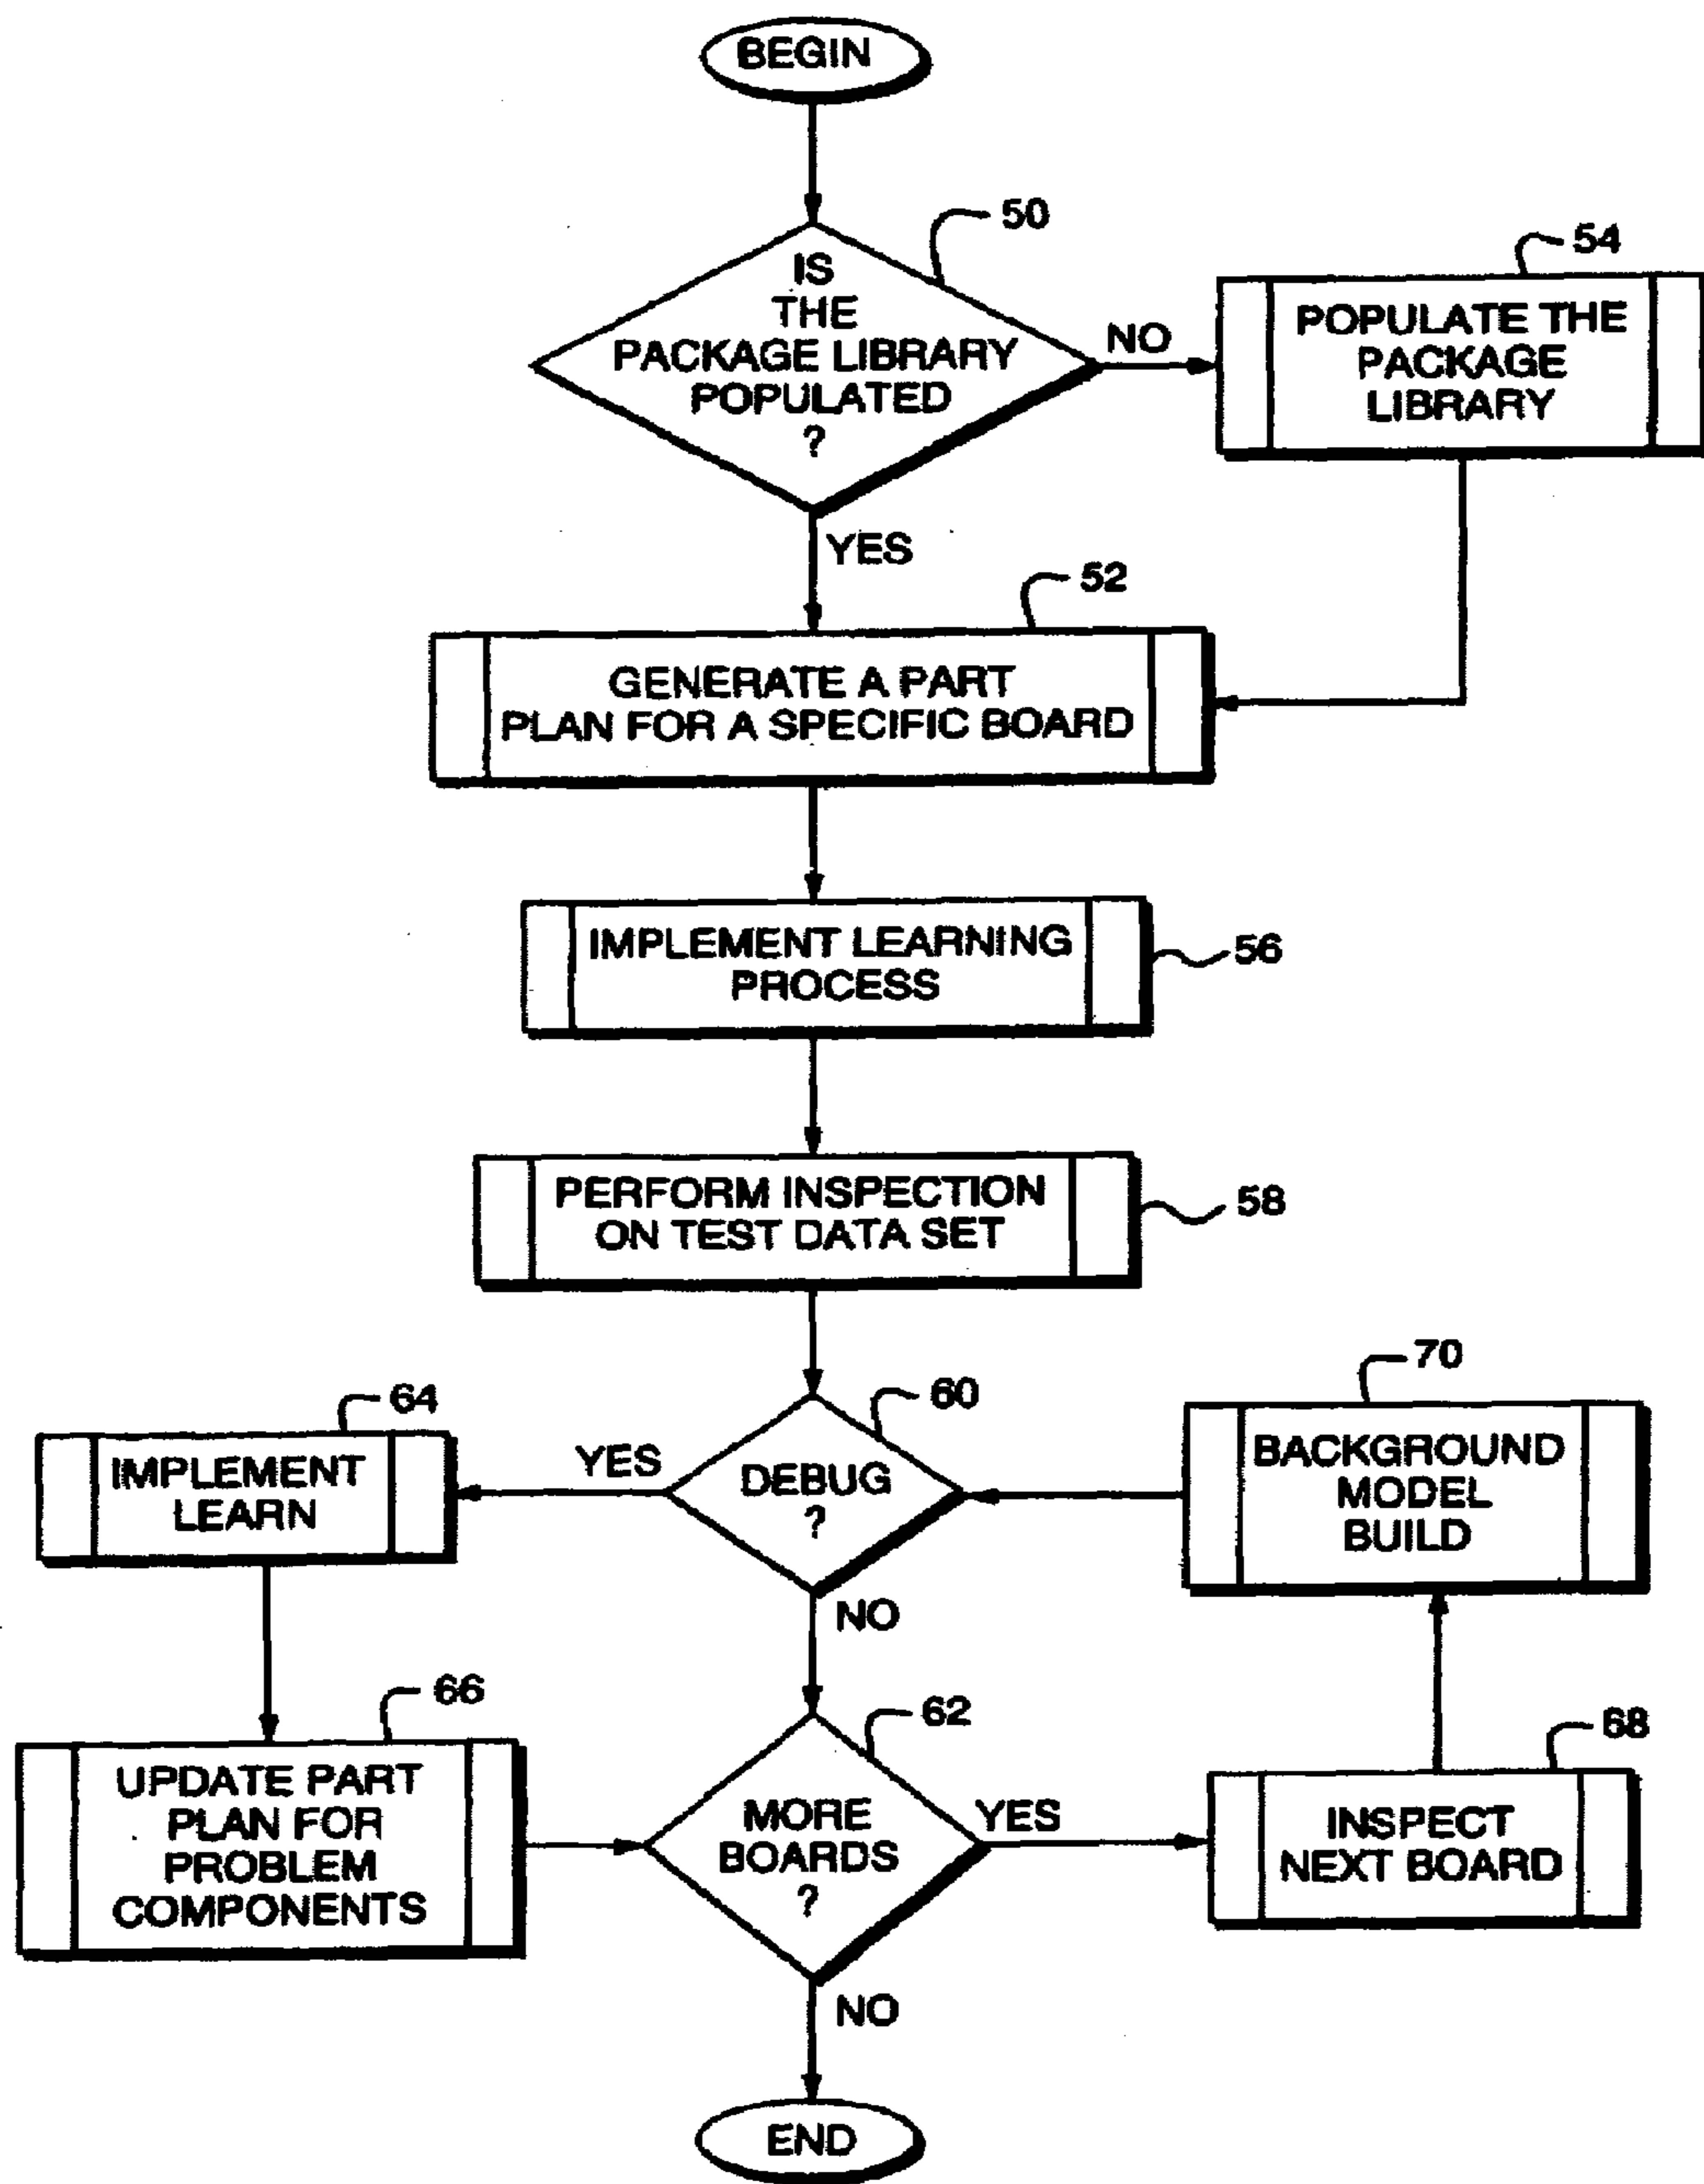 BEGIN
50
IS
THE
PACKAGE LIBRARY
POPULATED
?
NO
54
POPULATE THE
PACKAGE
LIBRARY
YES
52
GENERATE A PART
PLAN FOR A SPECIFIC BOARD
IMPLEMENT LEARNING
PROCESS
56
PERFORM INSPECTION
ON TEST DATA SET
58
60
DEBUG
?
YES
64
IMPLEMENT
LEARN
70
BACKGROUND
MODEL
BUILD
NO
66
UPDATE PART
PLAN FOR
PROBLEM
COMPONENTS
62
MORE
BOARDS
?
YES
68
INSPECT
NEXT BOARD
NO
END